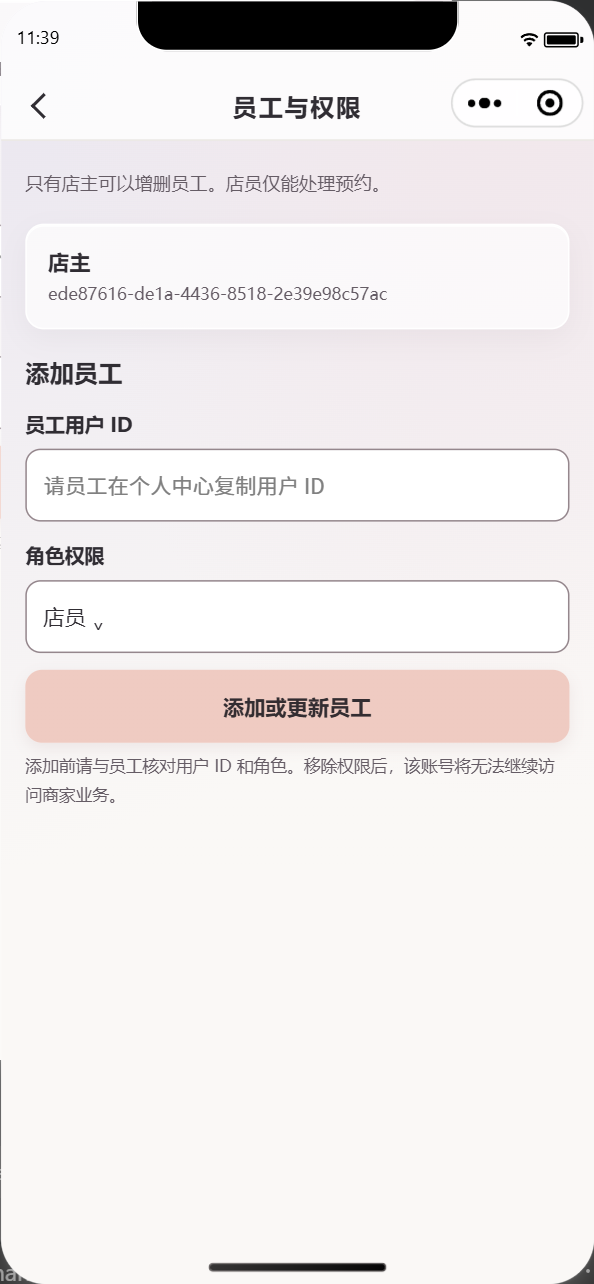 11:39
员工与权限
只有店主可以增删员工。店员仅能处理预约。
店主
ede87616-de1a-4436-8518-2e39e98c57ac
添加员工
员工用户 ID
请员工在个人中心复制用户 ID
角色权限
店员
添加或更新员工
添加前请与员工核对用户 ID 和角色。移除权限后，该账号将无法继续访
问商家业务。